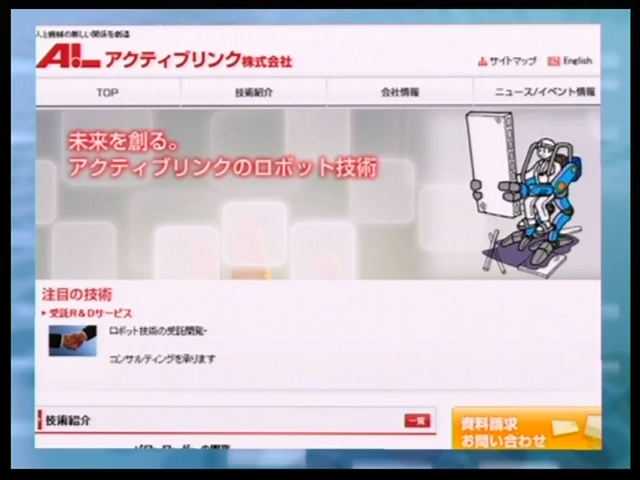 人と機械の新しい関係を創造
ALアクティブリンク株式会社
サイトマップ English
TOP 技術紹介 会社情報 ニュース/イベント情報
未来を創る。
アクティブリンクのロボット技術
注目の技術
受託R&Dサービス
ロボット技術の受託開発・
コンサルティングを承ります
技術紹介 一覧
資料請求
お問い合わせ